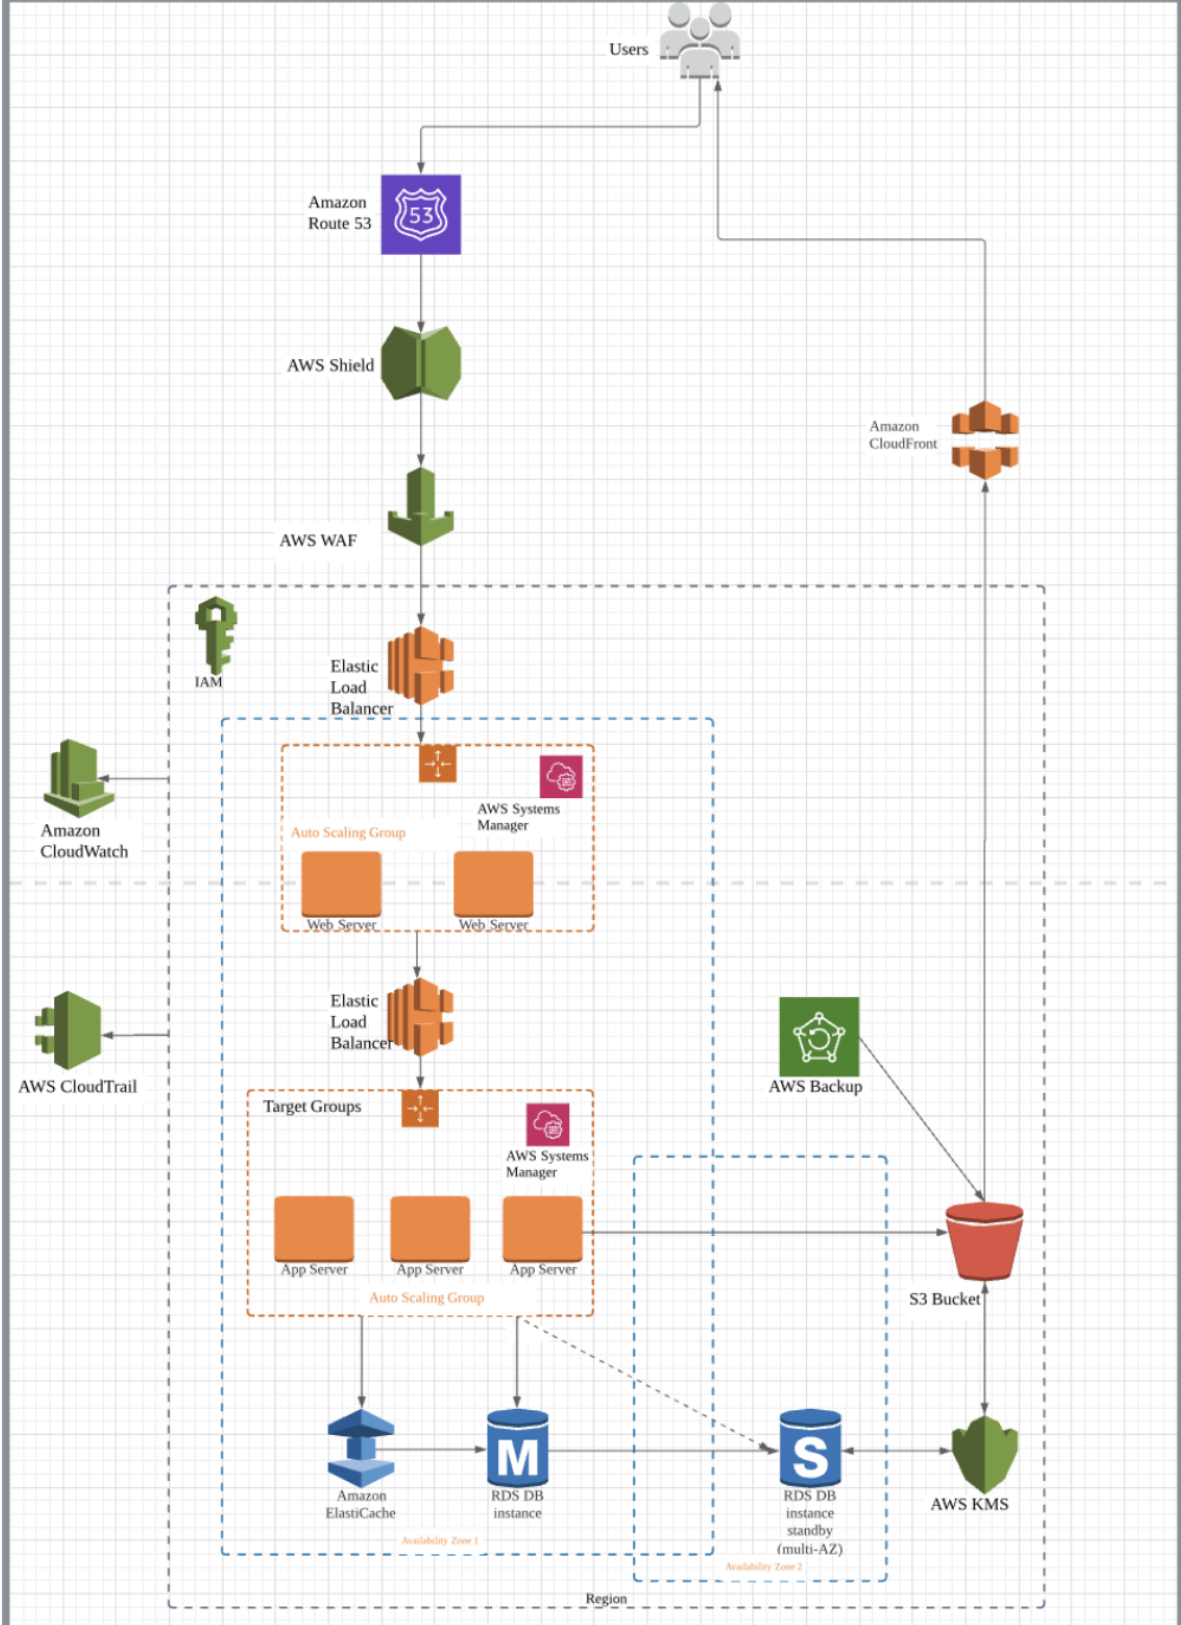 Users
Amazon
Route 53
53
AWS Shield
Amazon
CloudFront
AWS WAF
IAM
Elastic
Load
Balancer
Amazon
CloudWatch
AWS Systems
Manager
Auto Scaling Group
Web Server
Web Server
Elastic
Load
Balancer
AWS CloudTrail
AWS Backup
Target Groups
AWS Systems
Manager
App Server
App Server
App Server
Auto Scaling Group
S3 Bucket
M
S
Amazon
ElastiCache
RDS DB
instance
RDS DB
instance
standby
(multi-AZ)
AWS KMS
Availability Zone 1
Availability Zone 2
Region